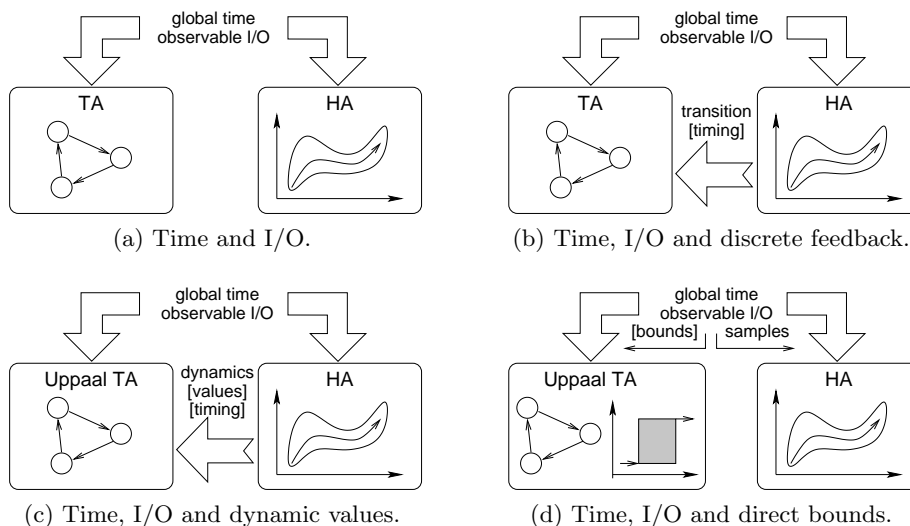 global time
observable I/O
TA
HA
(a) Time and I/O.
global time
observable I/O
TA
transition
[timing]
HA
(b) Time, I/O and discrete feedback.
global time
observable I/O
Uppaal TA
dynamics
[values]
[timing]
HA
(c) Time, I/O and dynamic values.
global time
observable I/O
[bounds] samples
Uppaal TA
HA
(d) Time, I/O and direct bounds.